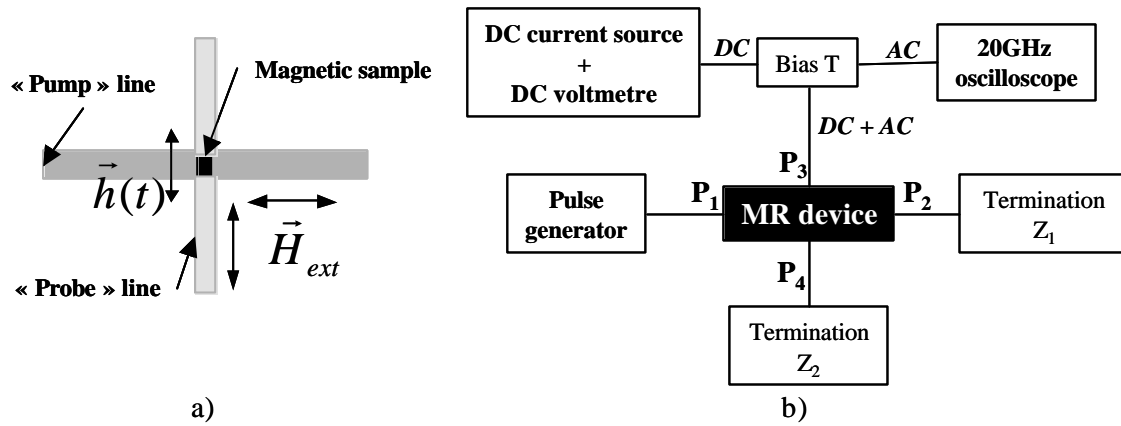 « Pump » line
Magnetic sample
h(t)
H ext
« Probe » line
a)
DC current source
+
DC voltmetre
DC
Bias T
AC
20GHz
oscilloscope
DC + AC
P3
Pulse
generator
P1
MR device
P2
Termination
Z1
P4
Termination
Z2
b)